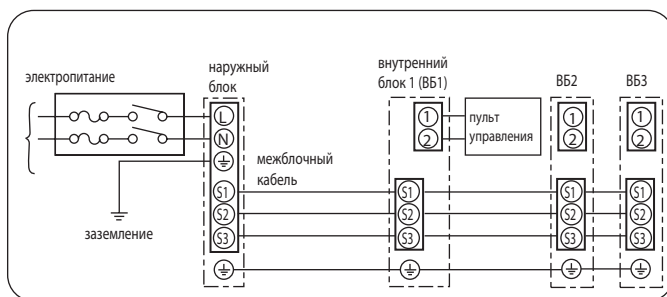 электропитание
наружный
блок
внутренний
блок 1 (ВБ1)
ВБ2
ВБ3
L
N
1
2
пульт
управления
1
2
1
2
межблочный
кабель
заземление
S1
S2
S3
S1
S2
S3
S1
S2
S3
S1
S2
S3